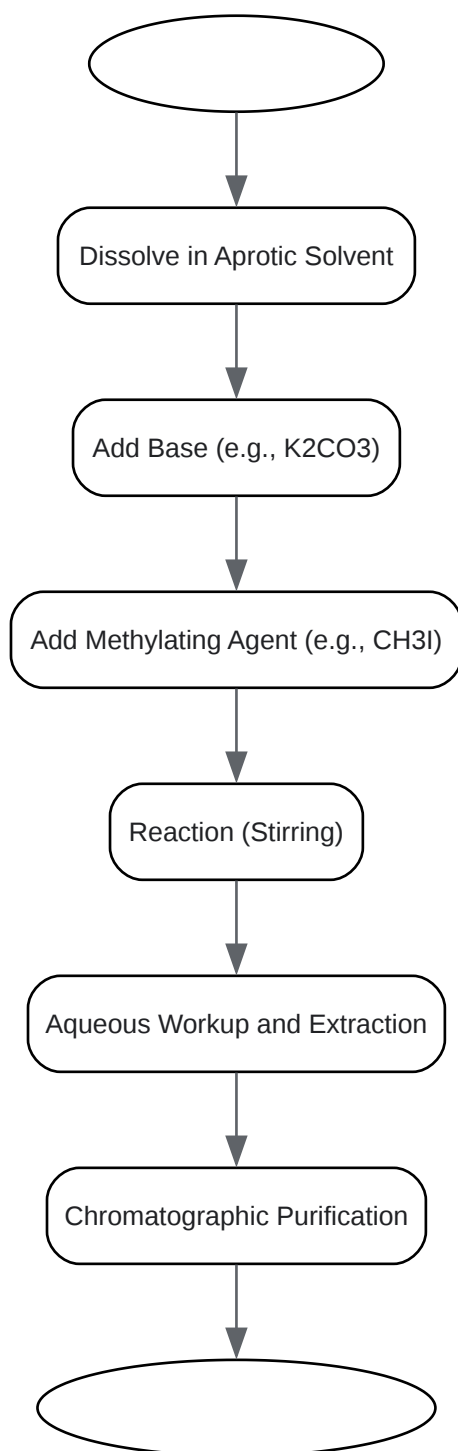 Dissolve in Aprotic Solvent
Add Base (e.g., K2CO3)
Add Methylating Agent (e.g., CH3I)
Reaction (Stirring)
Aqueous Workup and Extraction
Chromatographic Purification